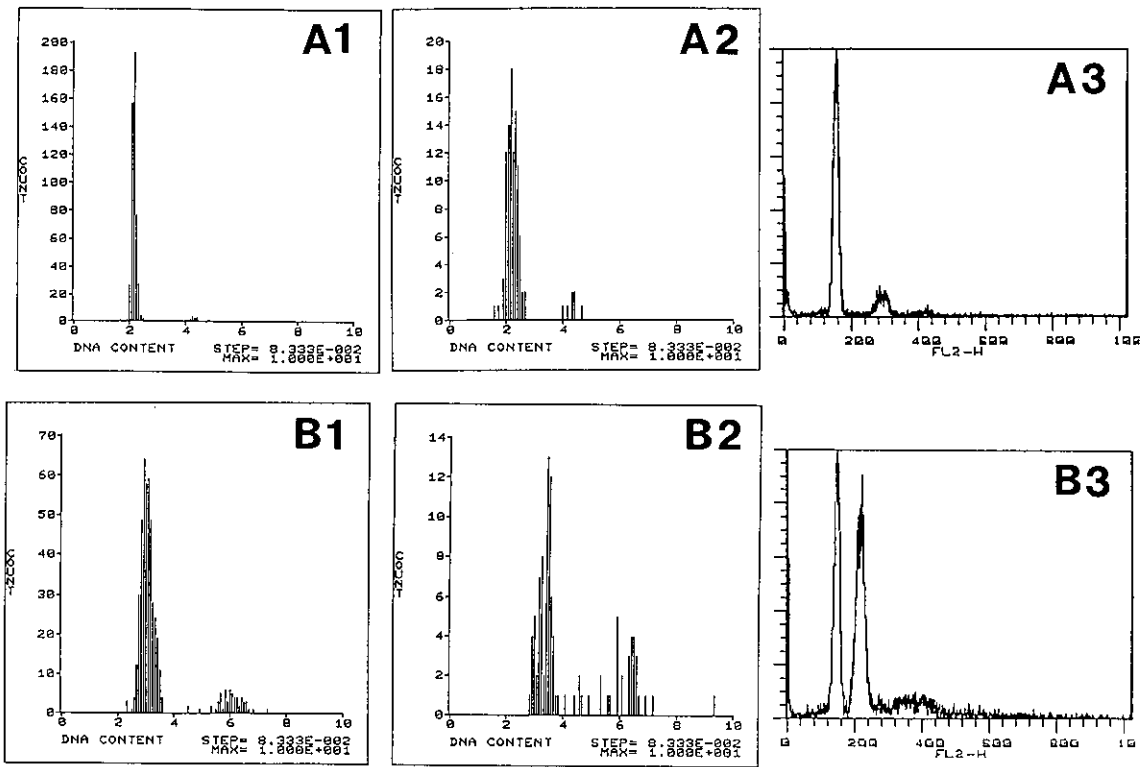 A1
200
180
160
140
120
100
80
60
40
20
0
COUNT
0 2 4 6 8 10
DNA CONTENT
STEP= 8.333E-002
MAX= 1.000E+001
A2
20
18
16
14
12
10
8
6
4
2
0
COUNT
0 2 4 6 8 10
DNA CONTENT
STEP= 8.333E-002
MAX= 1.000E+001
A3
0 200 400 600 800 100
FL2-H
B1
70
60
50
40
30
20
10
0
COUNT
0 2 4 6 8 10
DNA CONTENT
STEP= 8.333E-002
MAX= 1.000E+001
B2
14
12
10
8
6
4
2
0
COUNT
0 2 4 6 8 10
DNA CONTENT
STEP= 8.333E-002
MAX= 1.000E+001
B3
0 200 400 600 800 100
FL2-H